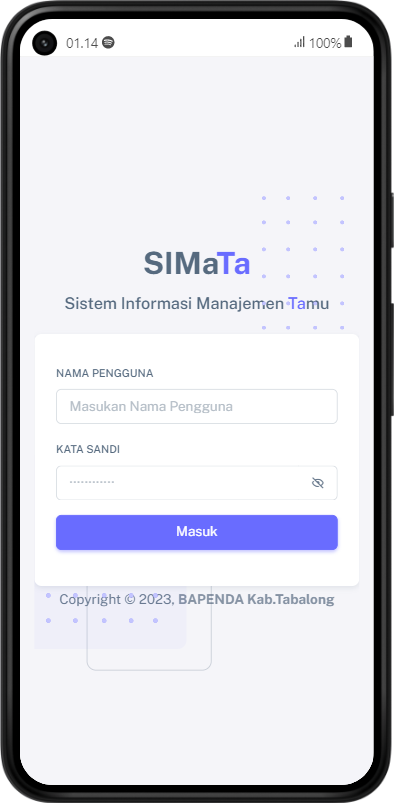 01.14
100%
SIMaTa
Sistem Informasi Manajemen Tamu
NAMA PENGGUNA
Masukan Nama Pengguna
KATA SANDI
············
Masuk
Copyright © 2023, BAPENDA Kab.Tabalong